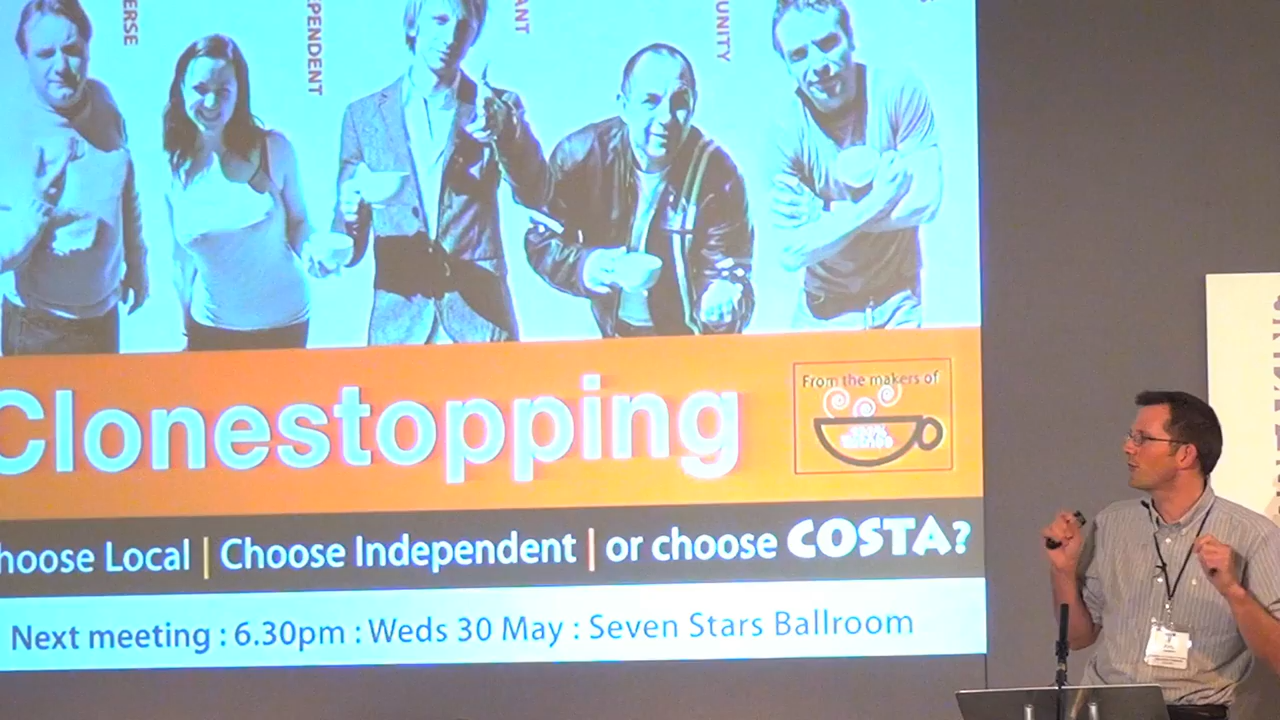 ERSE
PENDENT
ANT
UNITY
Clonestopping
From the makers of
hoose Local | Choose Independent | or choose COSTA?
Next meeting : 6.30pm : Weds 30 May : Seven Stars Ballroom